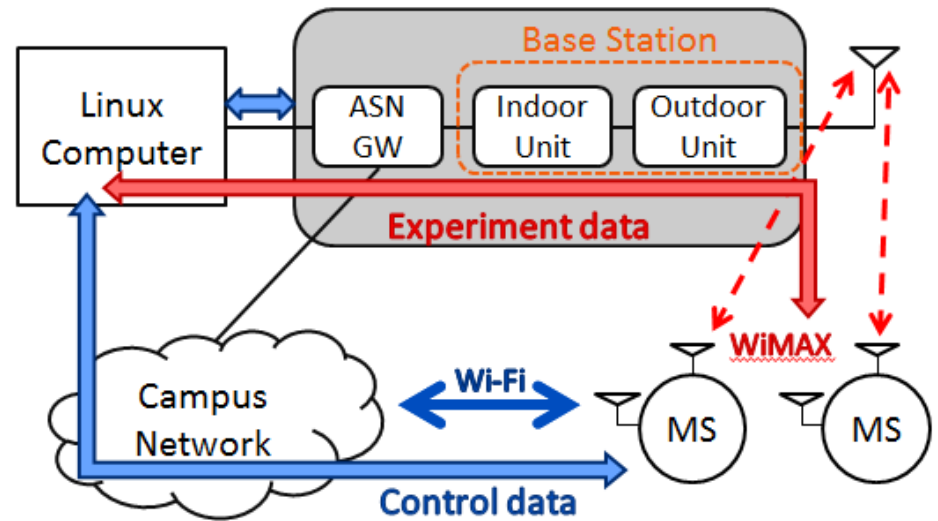 Base Station
Linux
Computer
ASN
GW
Indoor
Unit
Outdoor
Unit
Experiment data
WiMAX
Campus
Network
Wi-Fi
MS
MS
Control data